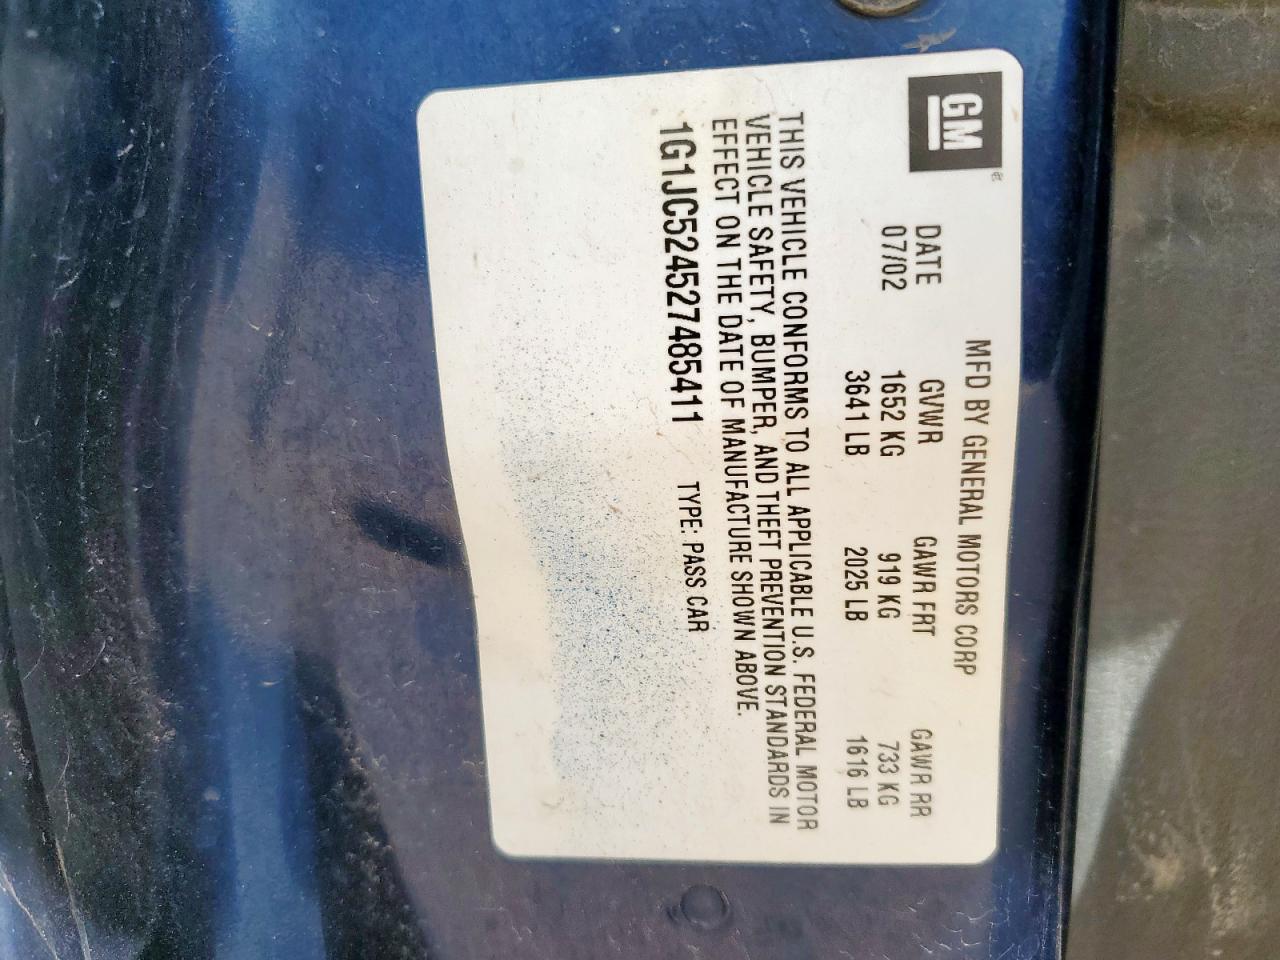 GM
MFD BY GENERAL MOTORS CORP
DATE GVWR GAWR FRT GAWR RR
07/02 1652 KG 919 KG 733 KG
3641 LB 2025 LB 1616 LB
THIS VEHICLE CONFORMS TO ALL APPLICABLE U.S. FEDERAL MOTOR
VEHICLE SAFETY, BUMPER, AND THEFT PREVENTION STANDARDS IN
EFFECT ON THE DATE OF MANUFACTURE SHOWN ABOVE.
1G1JC524527485411 TYPE: PASS CAR